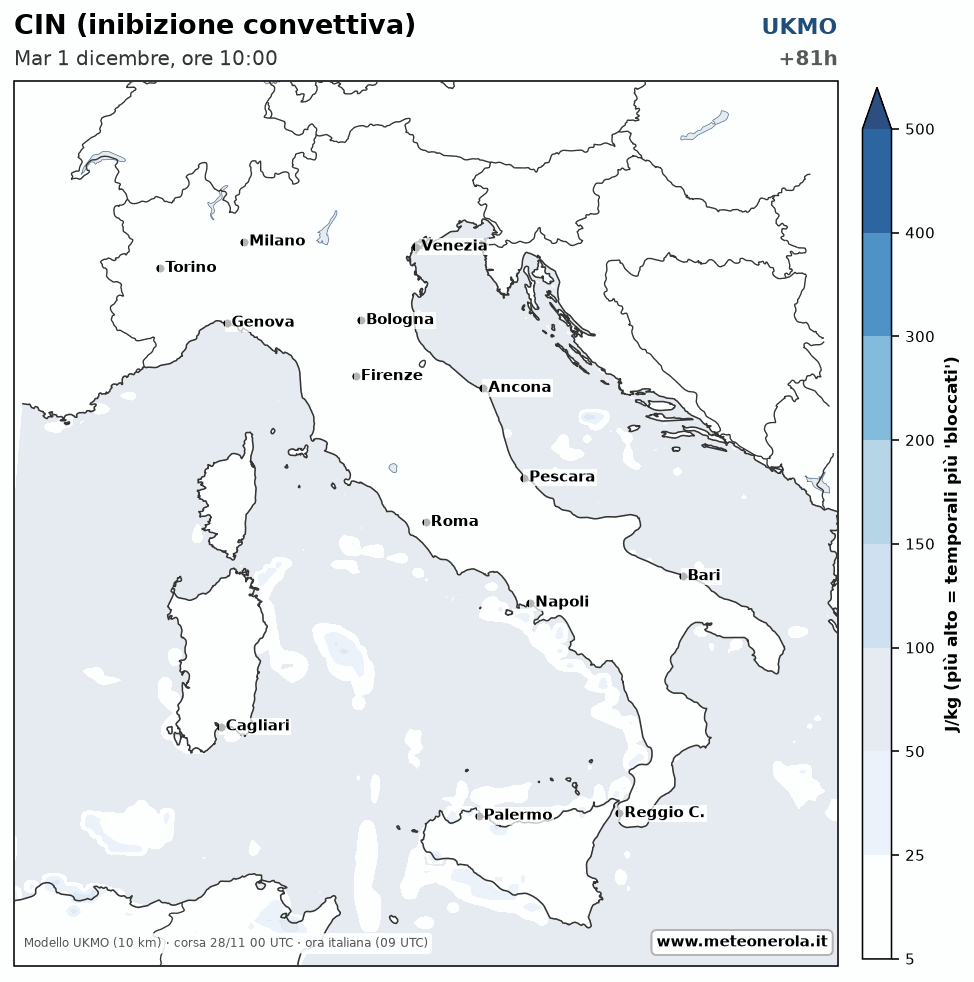 CIN (inibizione convettiva)
UKMO
Mar 1 dicembre, ore 10:00
+81h
Milano
Venezia
Torino
Genova
Bologna
Firenze
Ancona
Pescara
Roma
Bari
Napoli
Cagliari
Palermo
Reggio C.
500
400
300
200
150
100
50
25
5
J/kg (più alto = temporali più 'bloccati')
Modello UKMO (10 km) · corsa 28/11 00 UTC · ora italiana (09 UTC)
www.meteonerola.it